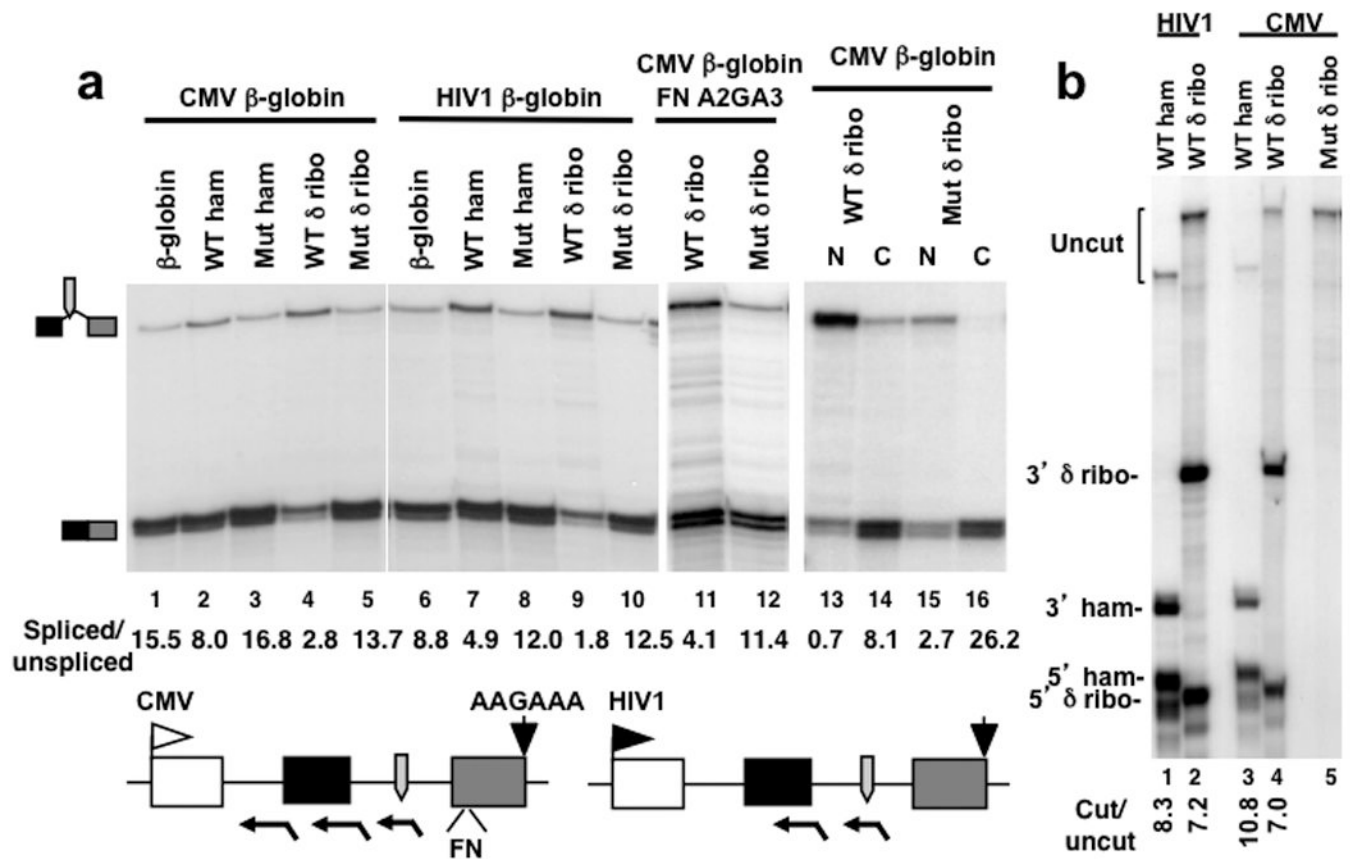 a
CMV β-globin
HIV1 β-globin
CMV β-globin
FN A2GA3
CMV β-globin
β-globin
WT ham
Mut ham
WT δ ribo
Mut δ ribo
β-globin
WT ham
Mut ham
WT δ ribo
Mut δ ribo
WT δ ribo
Mut δ ribo
WT δ ribo
Mut δ ribo
N C N C
1 2 3 4 5 6 7 8 9 10 11 12 13 14 15 16
Spliced/
unspliced
15.5 8.0 16.8 2.8 13.7 8.8 4.9 12.0 1.8 12.5 4.1 11.4 0.7 8.1 2.7 26.2
CMV
AAGAAA
HIV1
FN
b
HIV1
CMV
WT ham
WT δ ribo
WT ham
WT δ ribo
Mut δ ribo
Uncut
3' δ ribo-
3' ham-
5' ham-
5' δ ribo-
1 2 3 4 5
Cut/
uncut
8.3
7.2
10.8
7.0